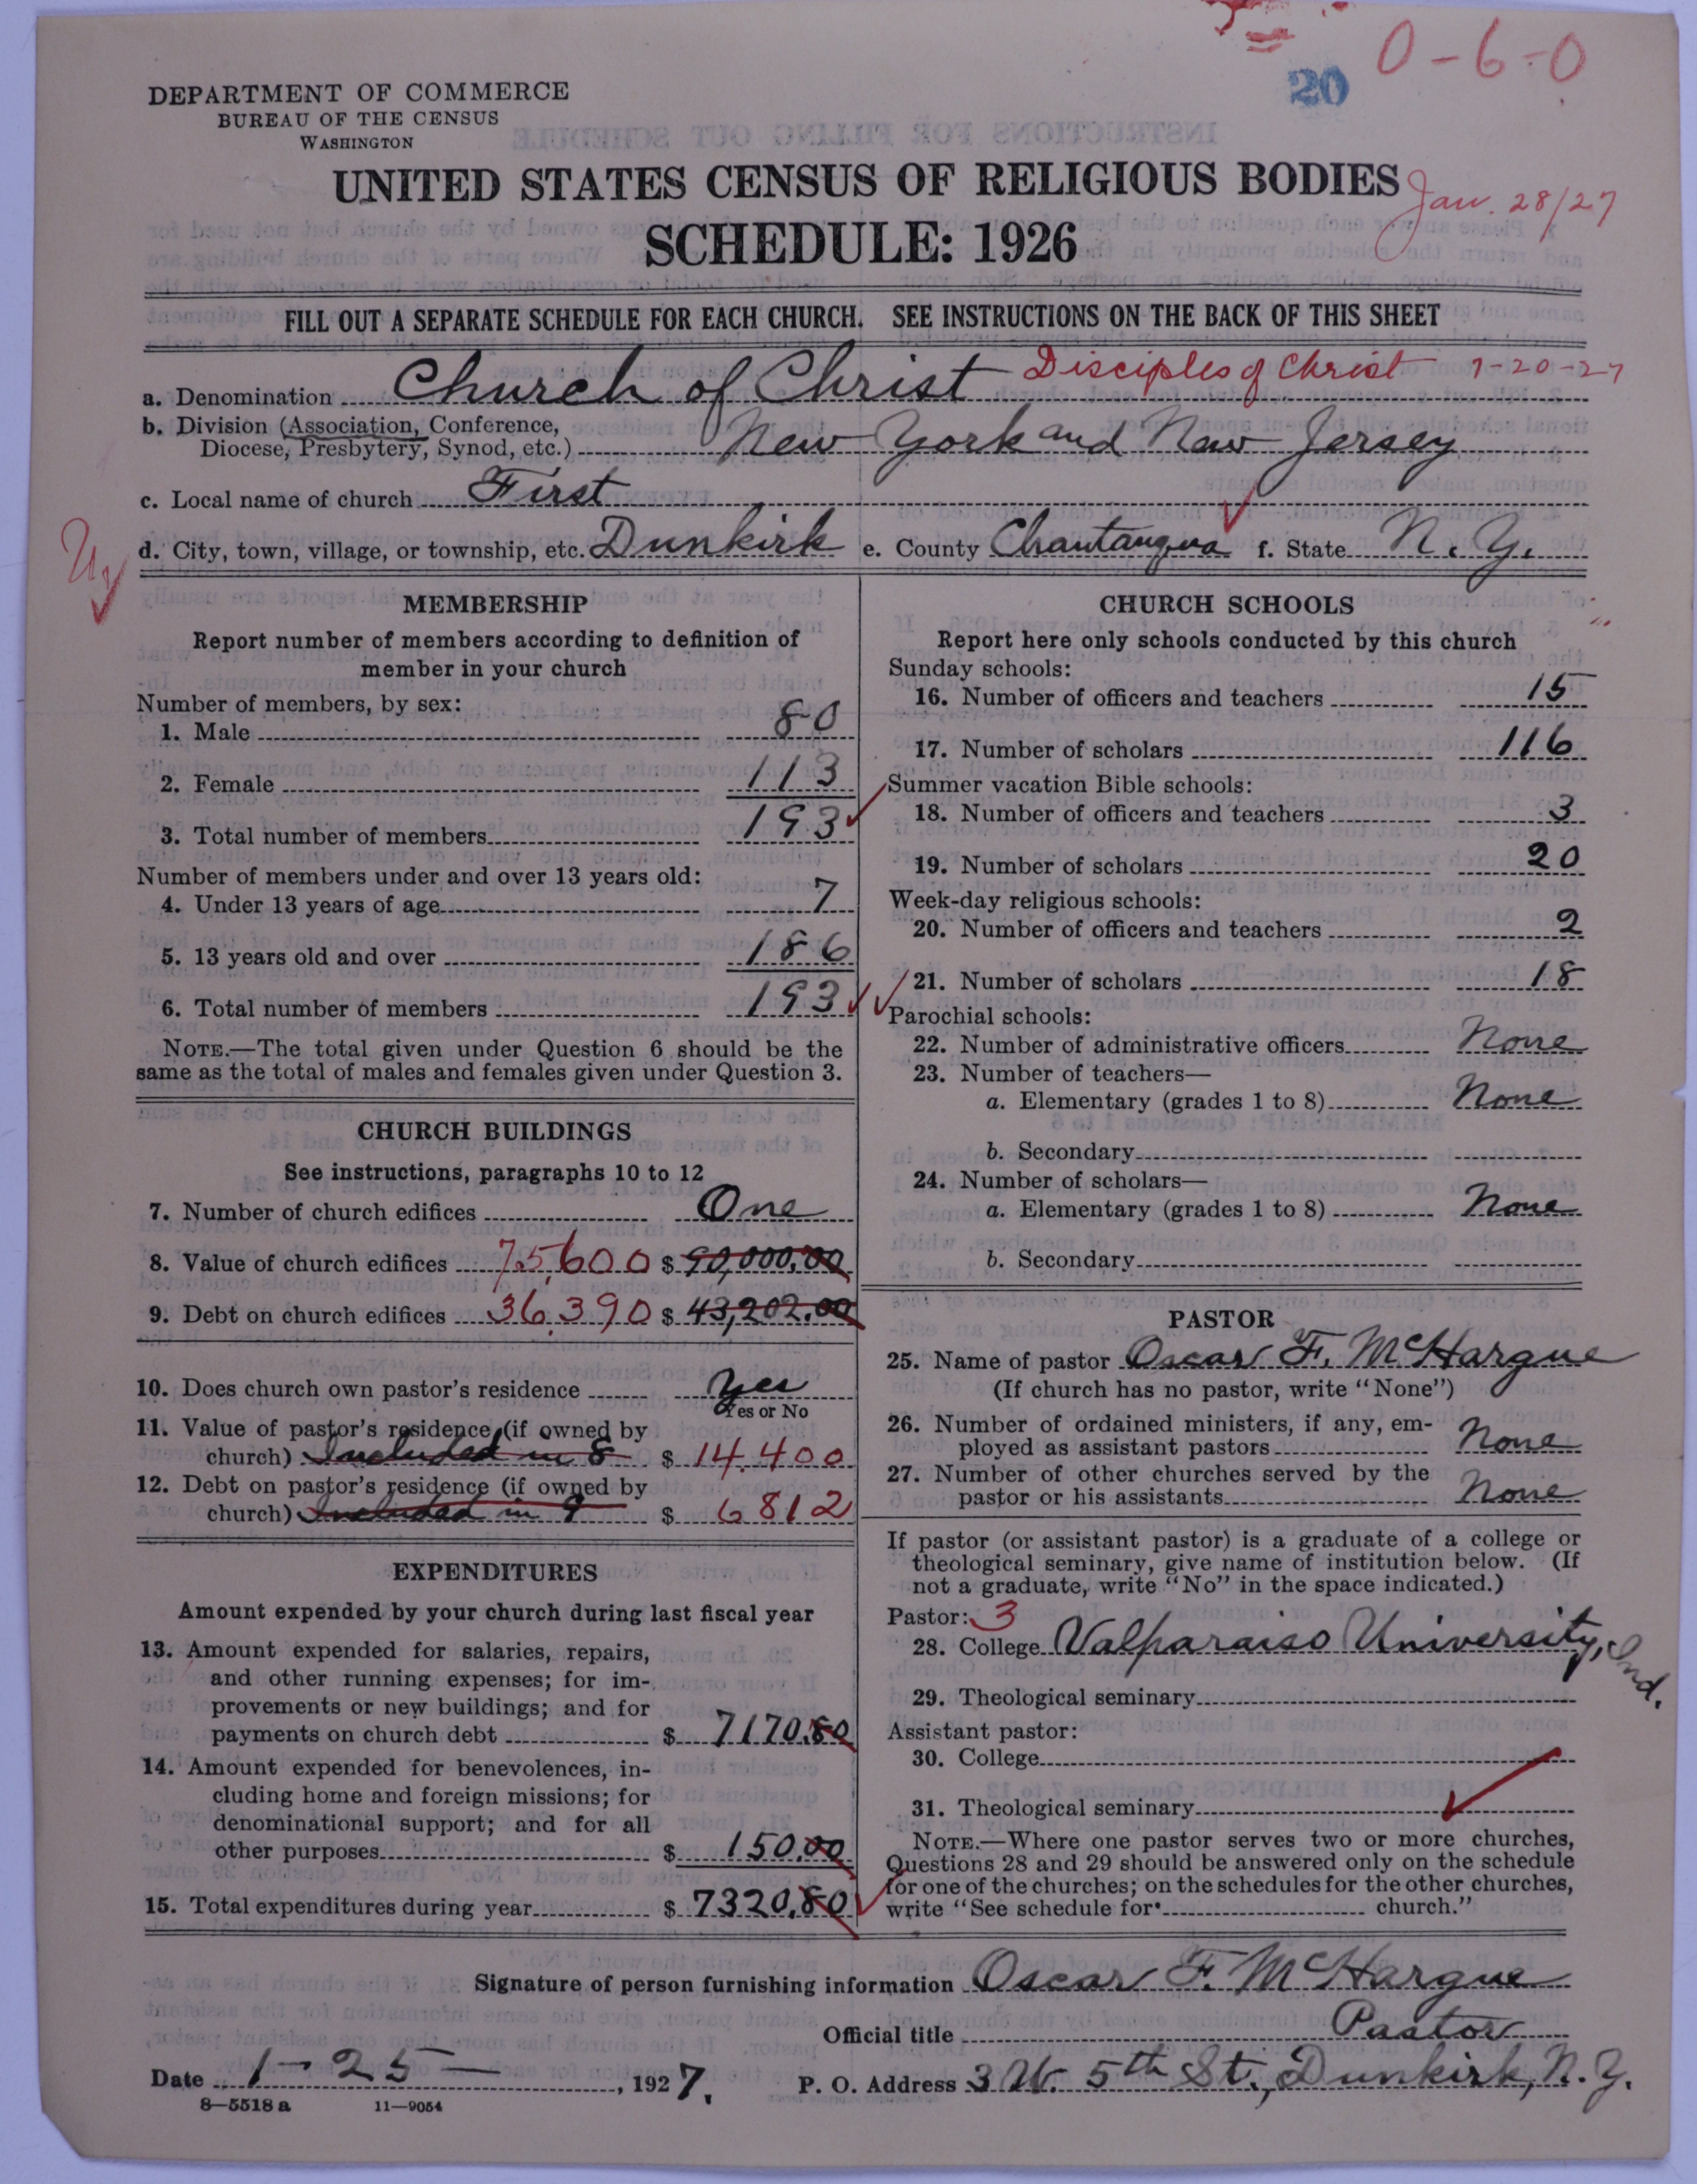 0-6-0
20
DEPARTMENT OF COMMERCE
BUREAU OF THE CENSUS
WASHINGTON
UNITED STATES CENSUS OF RELIGIOUS BODIES
Jan. 28/27
SCHEDULE: 1926
FILL OUT A SEPARATE SCHEDULE FOR EACH CHURCH. SEE INSTRUCTIONS ON THE BACK OF THIS SHEET
a. Denomination Church of Christ Disciples of Christ 7-20-27
b. Division (Association, Conference,
Diocese, Presbytery, Synod, etc.) New York and New Jersey
c. Local name of church First
d. City, town, village, or township, etc. Dunkirk e. County Chautauqua f. State N. Y.
MEMBERSHIP
Report number of members according to definition of
member in your church
Number of members, by sex:
1. Male 80
2. Female 113
3. Total number of members 193
Number of members under and over 13 years old:
4. Under 13 years of age 7
5. 13 years old and over 186
6. Total number of members 193
NOTE.—The total given under Question 6 should be the
same as the total of males and females given under Question 3.
CHURCH BUILDINGS
See instructions, paragraphs 10 to 12
7. Number of church edifices One
8. Value of church edifices 75,600 $ 90,000.00
9. Debt on church edifices 36,390 $ 43,202.00
10. Does church own pastor's residence Yes
Yes or No
11. Value of pastor's residence (if owned by
church) Included in 8 $ 14,400
12. Debt on pastor's residence (if owned by
church) Included in 9 $ 6812
EXPENDITURES
Amount expended by your church during last fiscal year
13. Amount expended for salaries, repairs,
and other running expenses; for im-
provements or new buildings; and for
payments on church debt $ 7170.80
14. Amount expended for benevolences, in-
cluding home and foreign missions; for
denominational support; and for all
other purposes $ 150.00
15. Total expenditures during year $ 7320.80
CHURCH SCHOOLS
Report here only schools conducted by this church
Sunday schools:
16. Number of officers and teachers 15
17. Number of scholars 116
Summer vacation Bible schools:
18. Number of officers and teachers 3
19. Number of scholars 20
Week-day religious schools:
20. Number of officers and teachers 2
21. Number of scholars 18
Parochial schools:
22. Number of administrative officers None
23. Number of teachers—
a. Elementary (grades 1 to 8) None
b. Secondary
24. Number of scholars—
a. Elementary (grades 1 to 8) None
b. Secondary
PASTOR
25. Name of pastor Oscar F. McHargue
(If church has no pastor, write "None")
26. Number of ordained ministers, if any, em-
ployed as assistant pastors None
27. Number of other churches served by the
pastor or his assistants None
If pastor (or assistant pastor) is a graduate of a college or
theological seminary, give name of institution below. (If
not a graduate, write "No" in the space indicated.)
Pastor: 3
28. College Valparaiso University, Ind.
29. Theological seminary
Assistant pastor:
30. College
31. Theological seminary
NOTE.—Where one pastor serves two or more churches,
Questions 28 and 29 should be answered only on the schedule
for one of the churches; on the schedules for the other churches,
write "See schedule for church."
Signature of person furnishing information Oscar F. McHargue
Official title Pastor
Date 1-25-, 1927. P. O. Address 3 W. 5th St., Dunkirk, N. Y.
8-5518 a 11-9054